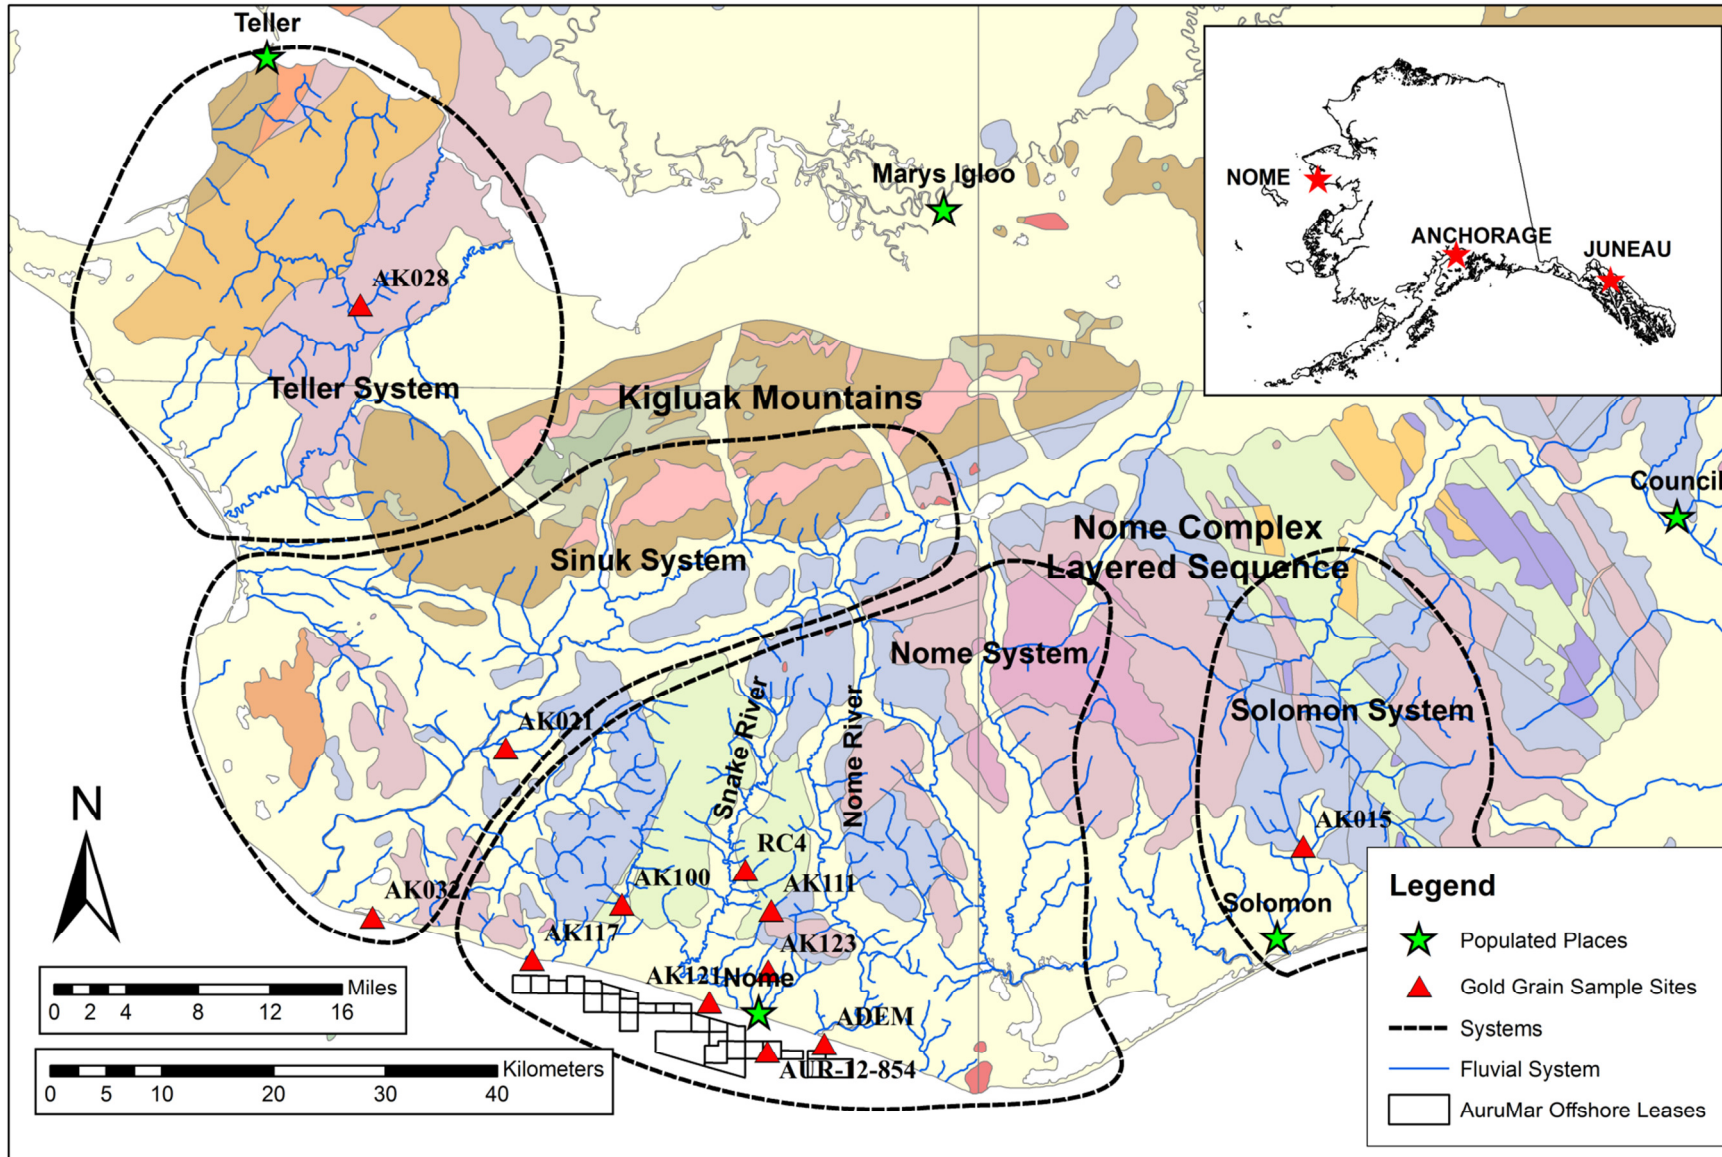 Teller
NOME
ANCHORAGE
JUNEAU
Marys Igloo
AK028
Teller System
Kigluak Mountains
Council
Sinuk System
Nome Complex
Layered Sequence
Nome System
Solomon System
Snake River
Nome River
AK021
AK015
RC4
AK032
AK100
AK111
Solomon
AK117
AK123
AK121
Nome
ADEM
AUR-12-854
N
Miles
0 2 4 8 12 16
Kilometers
0 5 10 20 30 40
Legend
Populated Places
Gold Grain Sample Sites
Systems
Fluvial System
AuruMar Offshore Leases